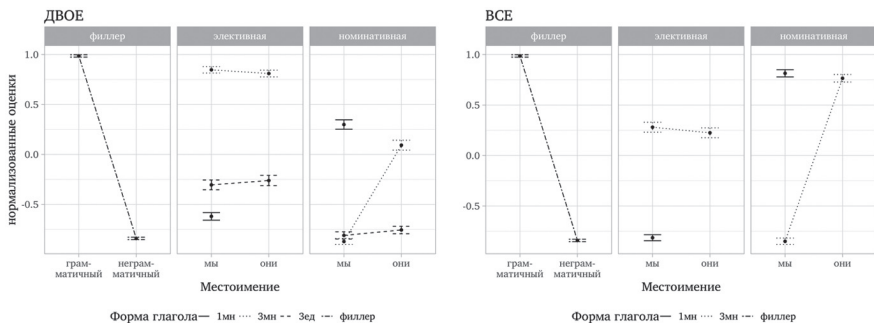 ДВОЕ
филлер элективная номинативная
нормализованные оценки
1.0
0.5
0.0
-0.5
грам-
матичный
неграм-
матичный
мы они
мы они
Местоимение
Форма глагола 1мн 3мн 3ед филлер
ВСЕ
филлер элективная номинативная
1.0
0.5
0.0
-0.5
грам-
матичный
неграм-
матичный
мы они
мы они
Местоимение
Форма глагола 1мн 3мн филлер